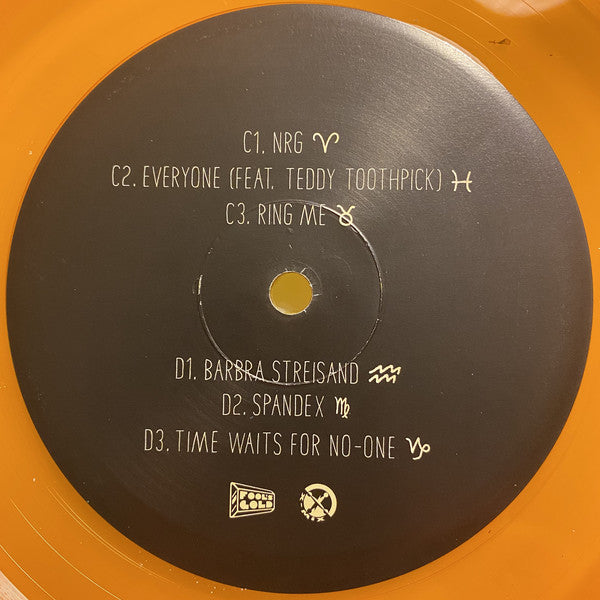 C1. NRG ♈
C2. EVERYONE (FEAT. TEDDY TOOTHPICK) ♓
C3. RING ME ♉
D1. BARBRA STREISAND ♒
D2. SPANDEX ♍
D3. TIME WAITS FOR NO-ONE ♑
FOOL'S
GOLD